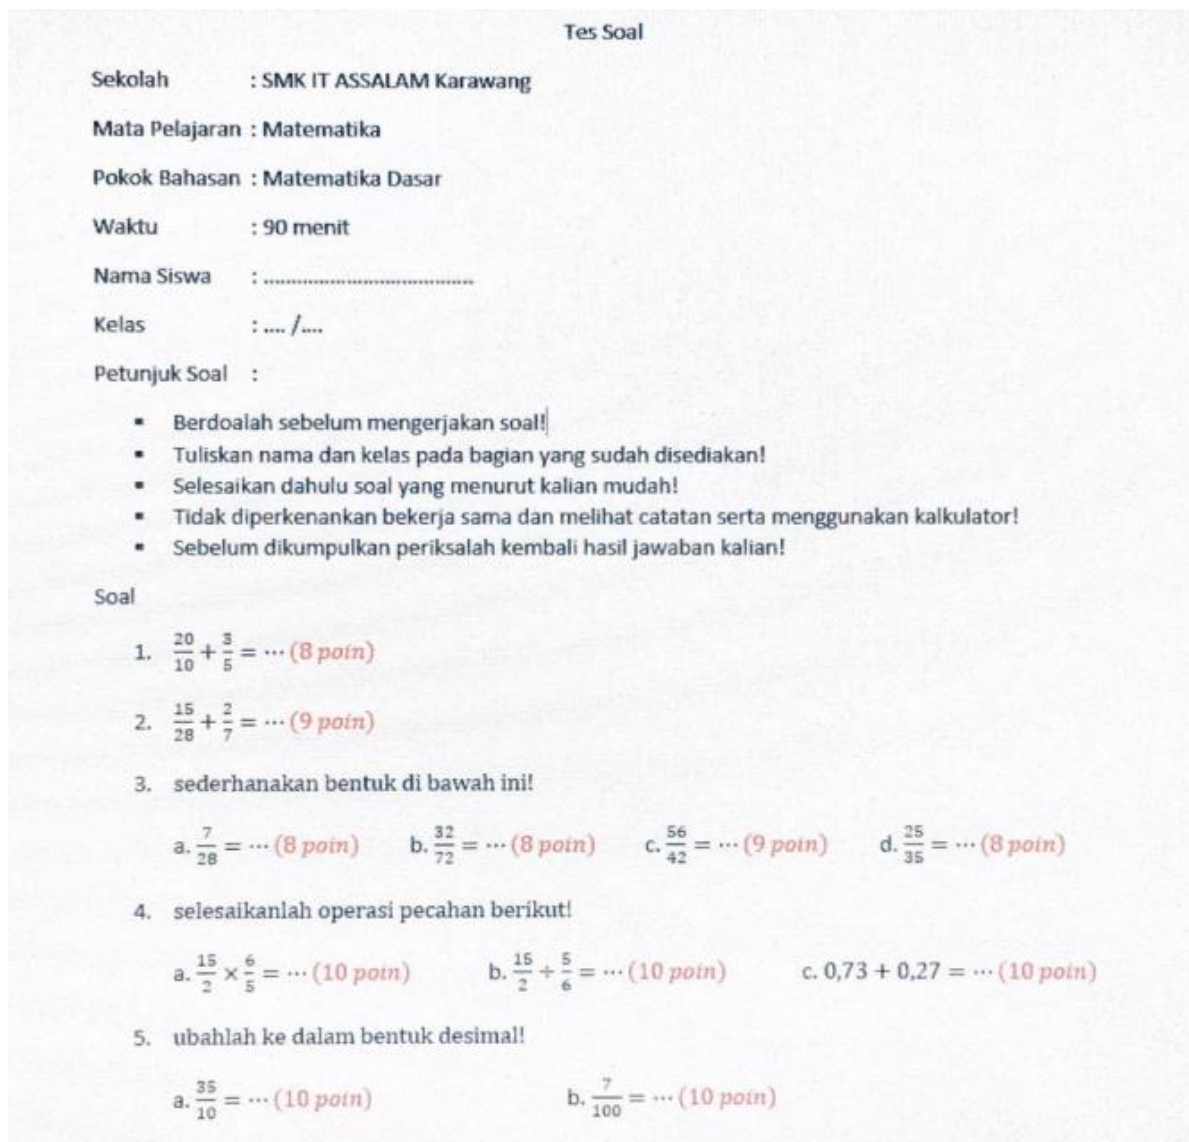 Tes Soal
Sekolah : SMK IT ASSALAM Karawang
Mata Pelajaran : Matematika
Pokok Bahasan : Matematika Dasar
Waktu : 90 menit
Nama Siswa : ......................................
Kelas : .... /....
Petunjuk Soal :
▪ Berdoalah sebelum mengerjakan soal!
▪ Tuliskan nama dan kelas pada bagian yang sudah disediakan!
▪ Selesaikan dahulu soal yang menurut kalian mudah!
▪ Tidak diperkenankan bekerja sama dan melihat catatan serta menggunakan kalkulator!
▪ Sebelum dikumpulkan periksalah kembali hasil jawaban kalian!
Soal
1. 20/10 + 3/5 = ⋯ (8 poin)
2. 15/28 + 2/7 = ⋯ (9 poin)
3. sederhanakan bentuk di bawah ini!
a. 7/28 = ⋯ (8 poin) b. 32/72 = ⋯ (8 poin) c. 56/42 = ⋯ (9 poin) d. 25/35 = ⋯ (8 poin)
4. selesaikanlah operasi pecahan berikut!
a. 15/2 × 6/5 = ⋯ (10 poin) b. 15/2 ÷ 5/6 = ⋯ (10 poin) c. 0,73 + 0,27 = ⋯ (10 poin)
5. ubahlah ke dalam bentuk desimal!
a. 35/10 = ⋯ (10 poin) b. 7/100 = ⋯ (10 poin)